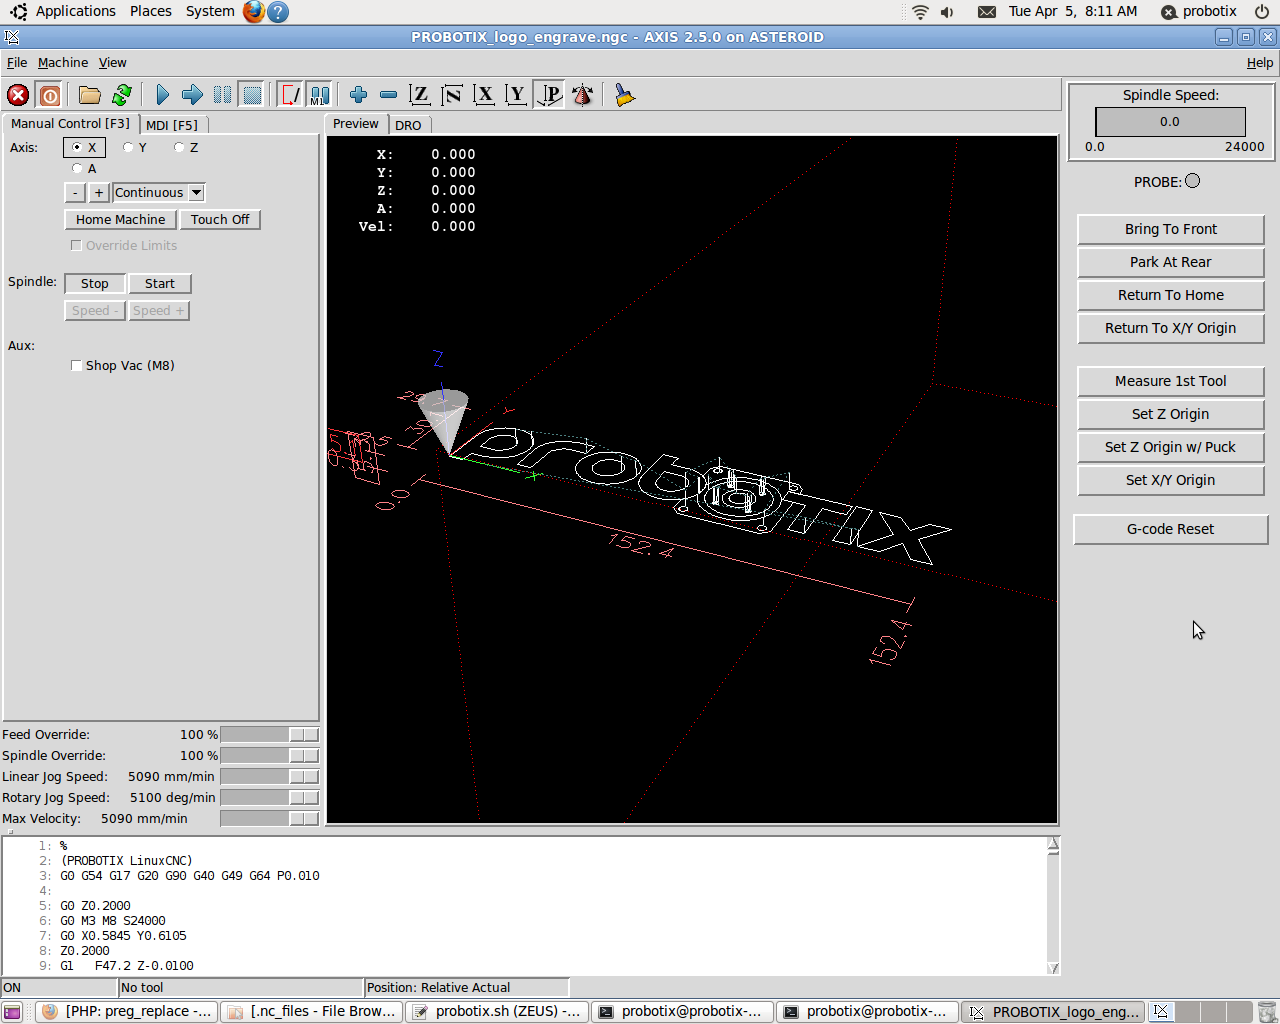 Applications Places System ? Tue Apr 5, 8:11 AM probotix
PROBOTIX_logo_engrave.ngc - AXIS 2.5.0 on ASTEROID
File Machine View Help
M1 Z N X Y P
Manual Control [F3] MDI [F5]
Preview DRO
Axis: X Y Z
A
- + Continuous
Home Machine Touch Off
Override Limits
Spindle: Stop Start
Speed - Speed +
Aux:
Shop Vac (M8)
Feed Override: 100 %
Spindle Override: 100 %
Linear Jog Speed: 5090 mm/min
Rotary Jog Speed: 5100 deg/min
Max Velocity: 5090 mm/min
X: 0.000
Y: 0.000
Z: 0.000
A: 0.000
Vel: 0.000
Z
Y
X
probotix
0.0
152.4
152.4
Spindle Speed:
0.0
0.0 24000
PROBE:
Bring To Front
Park At Rear
Return To Home
Return To X/Y Origin
Measure 1st Tool
Set Z Origin
Set Z Origin w/ Puck
Set X/Y Origin
G-code Reset
1: %
2: (PROBOTIX LinuxCNC)
3: G0 G54 G17 G20 G90 G40 G49 G64 P0.010
4:
5: G0 Z0.2000
6: G0 M3 M8 S24000
7: G0 X0.5845 Y0.6105
8: Z0.2000
9: G1 F47.2 Z-0.0100
ON No tool Position: Relative Actual
[PHP: preg_replace -... [.nc_files - File Brow... probotix.sh (ZEUS) -... probotix@probotix-... probotix@probotix-... PROBOTIX_logo_eng...